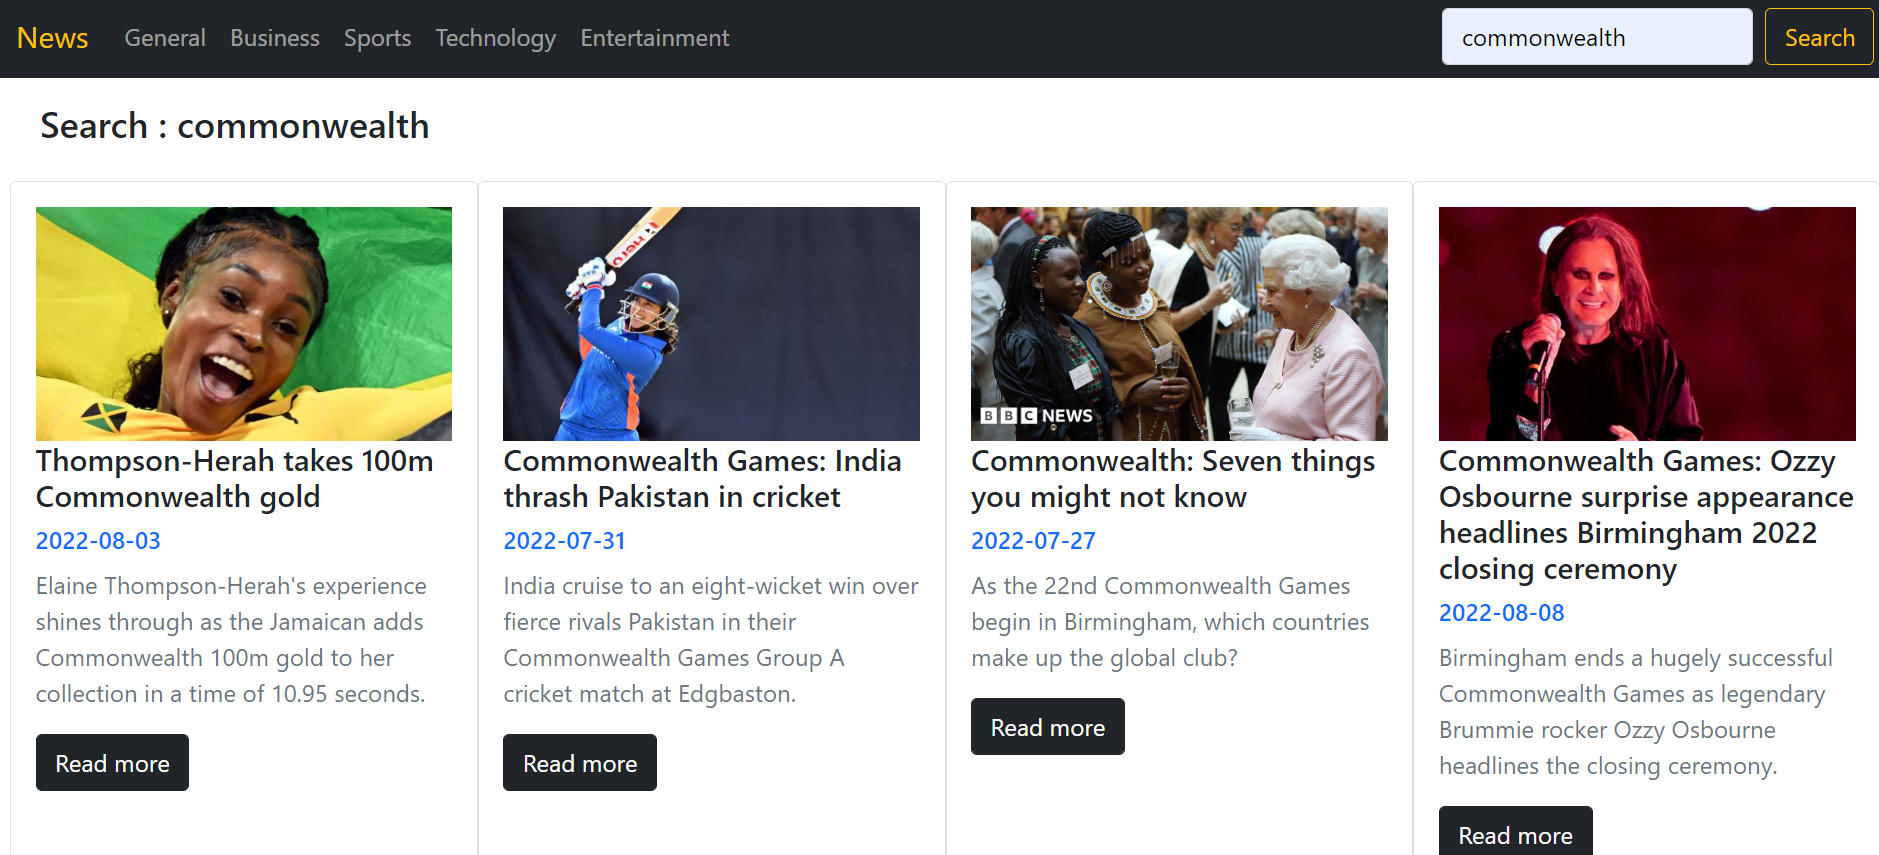 News General Business Sports Technology Entertainment commonwealth Search
Search : commonwealth
HERO
BBC NEWS
Thompson-Herah takes 100m
Commonwealth gold
2022-08-03
Elaine Thompson-Herah's experience
shines through as the Jamaican adds
Commonwealth 100m gold to her
collection in a time of 10.95 seconds.
Read more
Commonwealth Games: India
thrash Pakistan in cricket
2022-07-31
India cruise to an eight-wicket win over
fierce rivals Pakistan in their
Commonwealth Games Group A
cricket match at Edgbaston.
Read more
Commonwealth: Seven things
you might not know
2022-07-27
As the 22nd Commonwealth Games
begin in Birmingham, which countries
make up the global club?
Read more
Commonwealth Games: Ozzy
Osbourne surprise appearance
headlines Birmingham 2022
closing ceremony
2022-08-08
Birmingham ends a hugely successful
Commonwealth Games as legendary
Brummie rocker Ozzy Osbourne
headlines the closing ceremony.
Read more